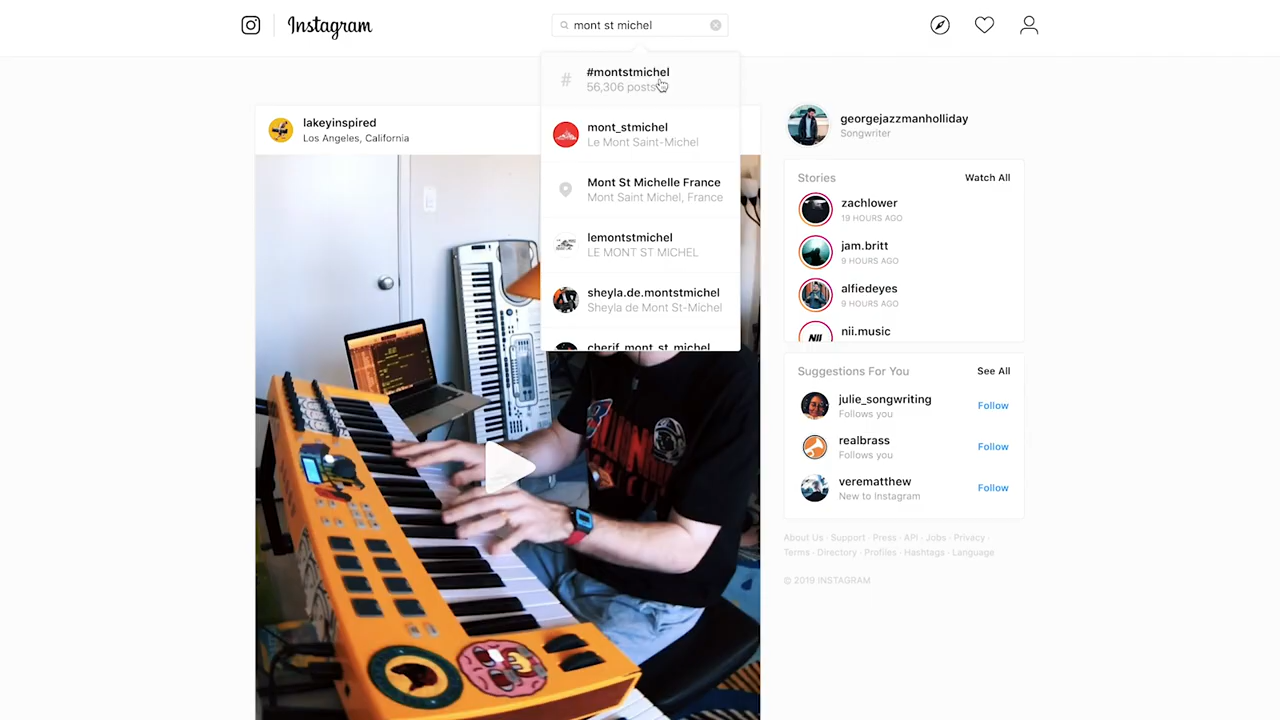 Instagram
mont st michel
#montstmichel
56,306 posts
mont_stmichel
Le Mont Saint-Michel
Mont St Michelle France
Mont Saint Michel, France
lemontstmichel
LE MONT ST MICHEL
sheyla.de.montstmichel
Sheyla de Mont St-Michel
cherif_mont_st_michel
lakeyinspired
Los Angeles, California
georgejazzmanholliday
Songwriter
Stories
Watch All
zachlower
19 HOURS AGO
jam.britt
9 HOURS AGO
alfiedeyes
9 HOURS AGO
NII
nii.music
Suggestions For You
See All
julie_songwriting
Follows you
Follow
realbrass
Follows you
Follow
verematthew
New to Instagram
Follow
About Us · Support · Press · API · Jobs · Privacy ·
Terms · Directory · Profiles · Hashtags · Language
© 2019 INSTAGRAM